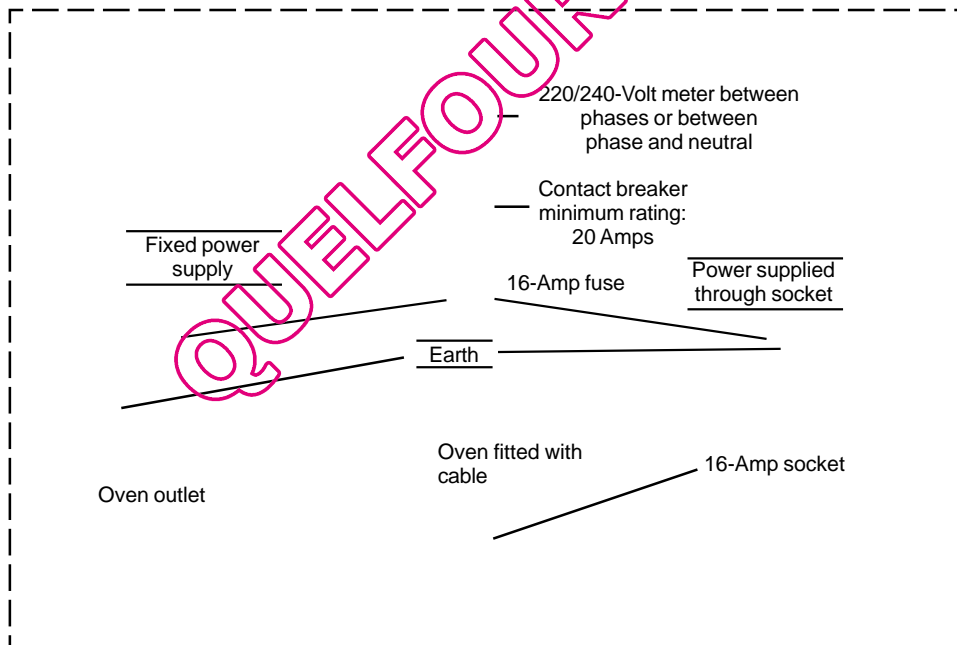 220/240-Volt meter between
phases or between
phase and neutral
Contact breaker
minimum rating:
20 Amps
Fixed power
supply
16-Amp fuse
Power supplied
through socket
Earth
Oven fitted with
cable
16-Amp socket
Oven outlet
QUELFOUR